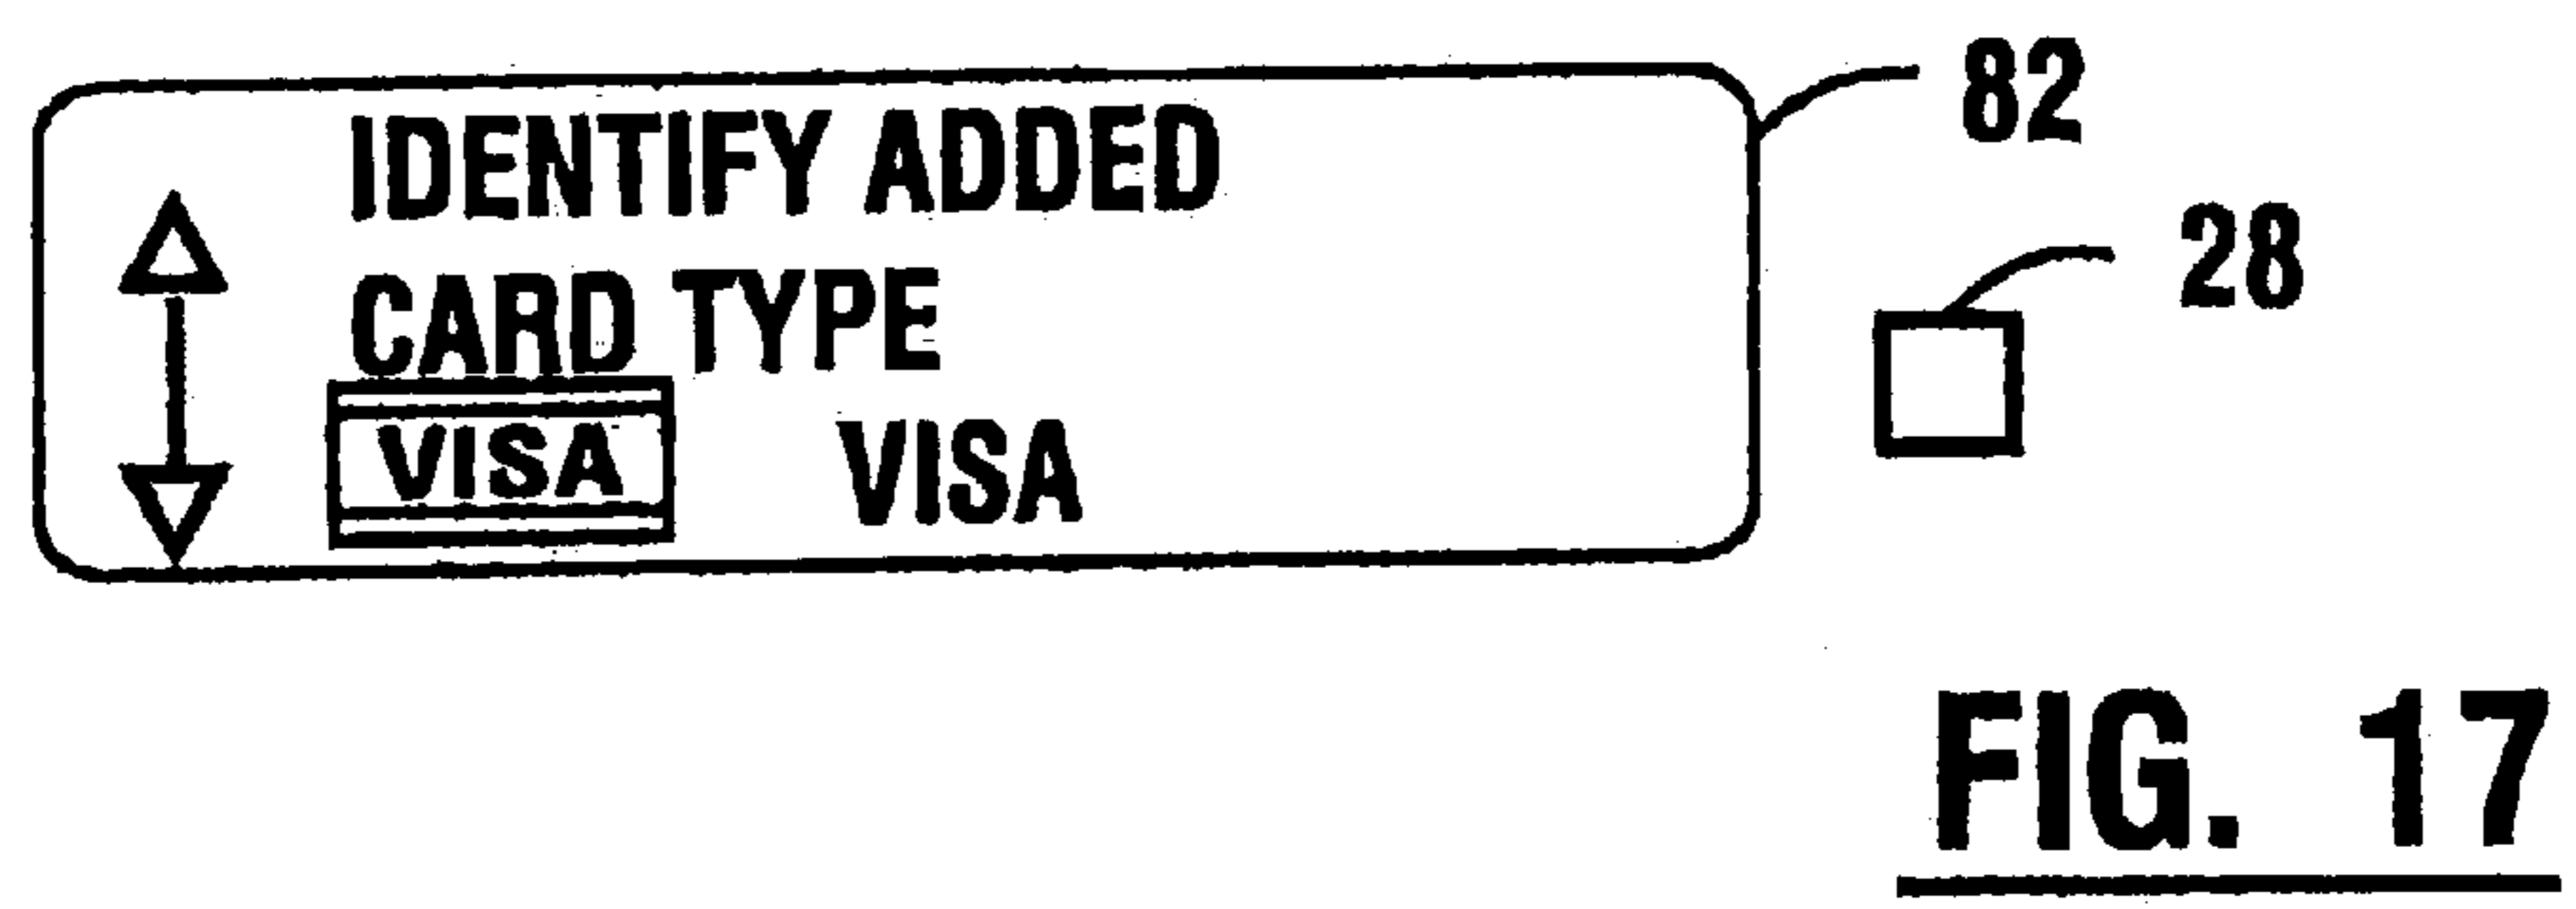 IDENTIFY ADDED
CARD TYPE
VISA VISA
82
28
FIG. 17